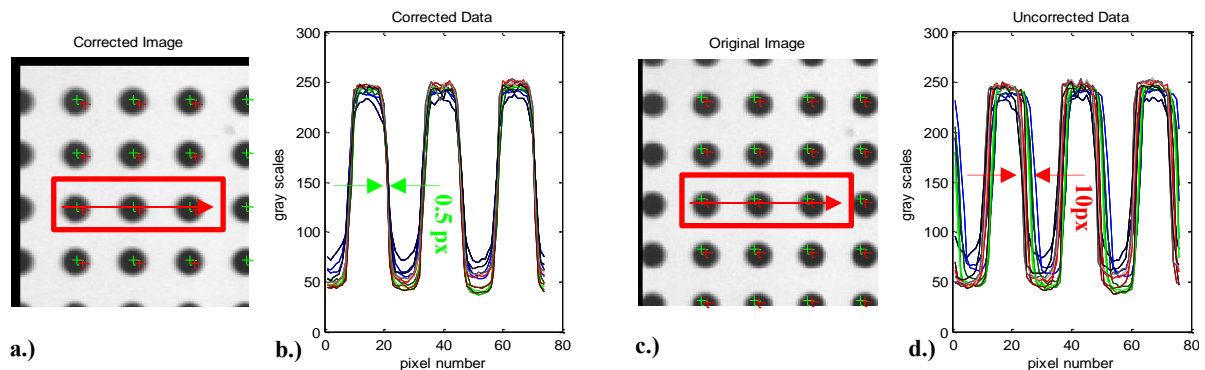 Corrected Image
a.)
Corrected Data
300
250
200
150
100
50
0
gray scales
0.5 px
0 20 40 60 80
pixel number
b.)
Original Image
c.)
Uncorrected Data
300
250
200
150
100
50
0
gray scales
10px
0 20 40 60 80
pixel number
d.)